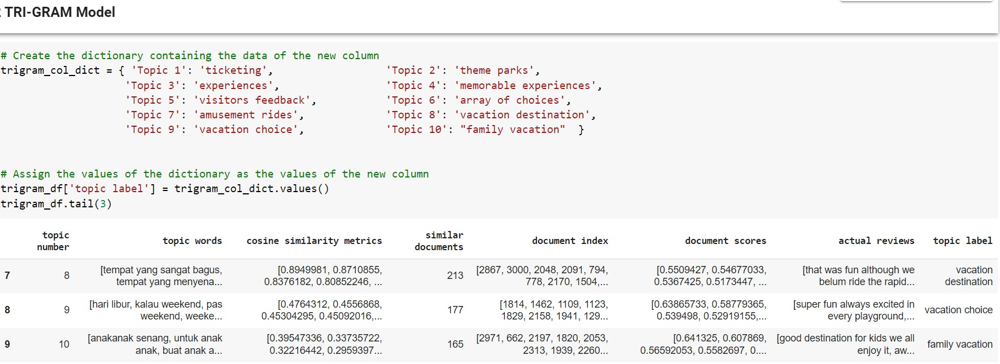 2 TRI-GRAM Model
# Create the dictionary containing the data of the new column
trigram_col_dict = { 'Topic 1': 'ticketing', 'Topic 2': 'theme parks',
'Topic 3': 'experiences', 'Topic 4': 'memorable experiences',
'Topic 5': 'visitors feedback', 'Topic 6': 'array of choices',
'Topic 7': 'amusement rides', 'Topic 8': 'vacation destination',
'Topic 9': 'vacation choice', 'Topic 10': "family vacation" }
# Assign the values of the dictionary as the values of the new column
trigram_df['topic label'] = trigram_col_dict.values()
trigram_df.tail(3)
topic number topic words cosine similarity metrics similar documents document index document scores actual reviews topic label
7 8 [tempat yang sangat bagus, tempat yang menyena... [0.8949981, 0.8710855, 0.8376182, 0.80852246, ... 213 [2867, 3000, 2048, 2091, 794, 778, 2170, 1504,... [0.5509427, 0.54677033, 0.5367425, 0.5173447, ... [that was fun although we belum ride the rapid... vacation destination
8 9 [hari libur, kalau weekend, pas weekend, weeke... [0.4764312, 0.4556868, 0.45304295, 0.45092016,... 177 [1814, 1462, 1109, 1123, 1829, 2158, 1941, 129... [0.63865733, 0.58779365, 0.539498, 0.52919155,... [super fun always excited in every playground,... vacation choice
9 10 [anakanak senang, untuk anak anak, buat anak a... [0.39547336, 0.33735722, 0.32216442, 0.2959397... 165 [2971, 662, 2197, 1820, 2053, 2313, 1939, 2260... [0.641325, 0.607869, 0.56592053, 0.5582697, 0.... [good destination for kids we all enjoy it, aw... family vacation